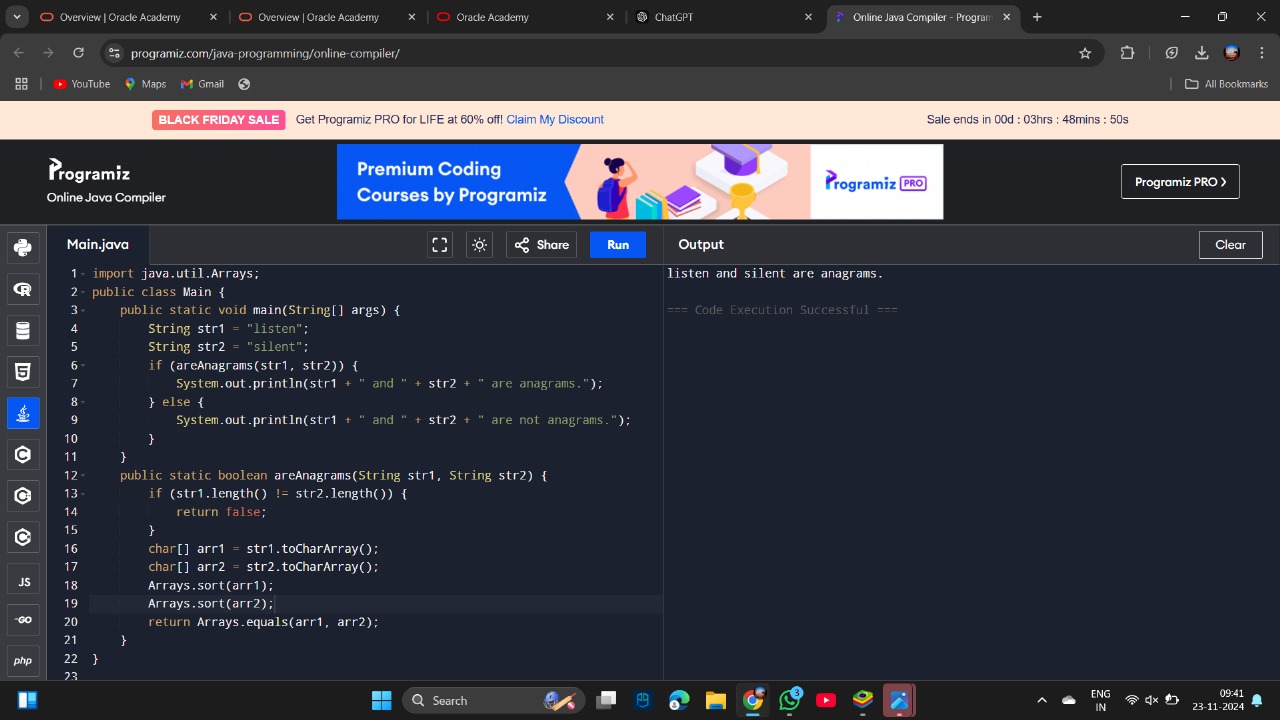 Overview | Oracle Academy
Overview | Oracle Academy
Oracle Academy
ChatGPT
Online Java Compiler - Program
programiz.com/java-programming/online-compiler/
YouTube
Maps
Gmail
All Bookmarks
BLACK FRIDAY SALE Get Programiz PRO for LIFE at 60% off! Claim My Discount
Sale ends in 00d : 03hrs : 48mins : 50s
Programiz
Online Java Compiler
Premium Coding
Courses by Programiz
Programiz PRO
Programiz PRO >
Main.java
Share
Run
Output
Clear
1 import java.util.Arrays;
2 public class Main {
3 public static void main(String[] args) {
4 String str1 = "listen";
5 String str2 = "silent";
6 if (areAnagrams(str1, str2)) {
7 System.out.println(str1 + " and " + str2 + " are anagrams.");
8 } else {
9 System.out.println(str1 + " and " + str2 + " are not anagrams.");
10 }
11 }
12 public static boolean areAnagrams(String str1, String str2) {
13 if (str1.length() != str2.length()) {
14 return false;
15 }
16 char[] arr1 = str1.toCharArray();
17 char[] arr2 = str2.toCharArray();
18 Arrays.sort(arr1);
19 Arrays.sort(arr2);
20 return Arrays.equals(arr1, arr2);
21 }
22 }
23
listen and silent are anagrams.
=== Code Execution Successful ===
JS
GO
php
Search
3
ENG
IN
09:41
23-11-2024